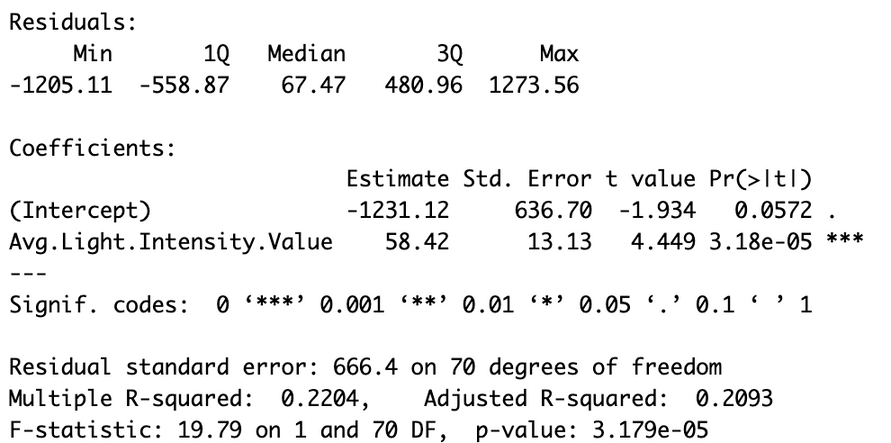 Residuals:
     Min       1Q   Median       3Q      Max
-1205.11  -558.87    67.47   480.96  1273.56
Coefficients:
                          Estimate Std. Error t value Pr(>|t|)
(Intercept)               -1231.12     636.70  -1.934   0.0572 .
Avg.Light.Intensity.Value    58.42      13.13   4.449 3.18e-05 ***
---
Signif. codes:  0 ‘***’ 0.001 ‘**’ 0.01 ‘*’ 0.05 ‘.’ 0.1 ‘ ’ 1
Residual standard error: 666.4 on 70 degrees of freedom
Multiple R-squared:  0.2204,    Adjusted R-squared:  0.2093
F-statistic: 19.79 on 1 and 70 DF,  p-value: 3.179e-05